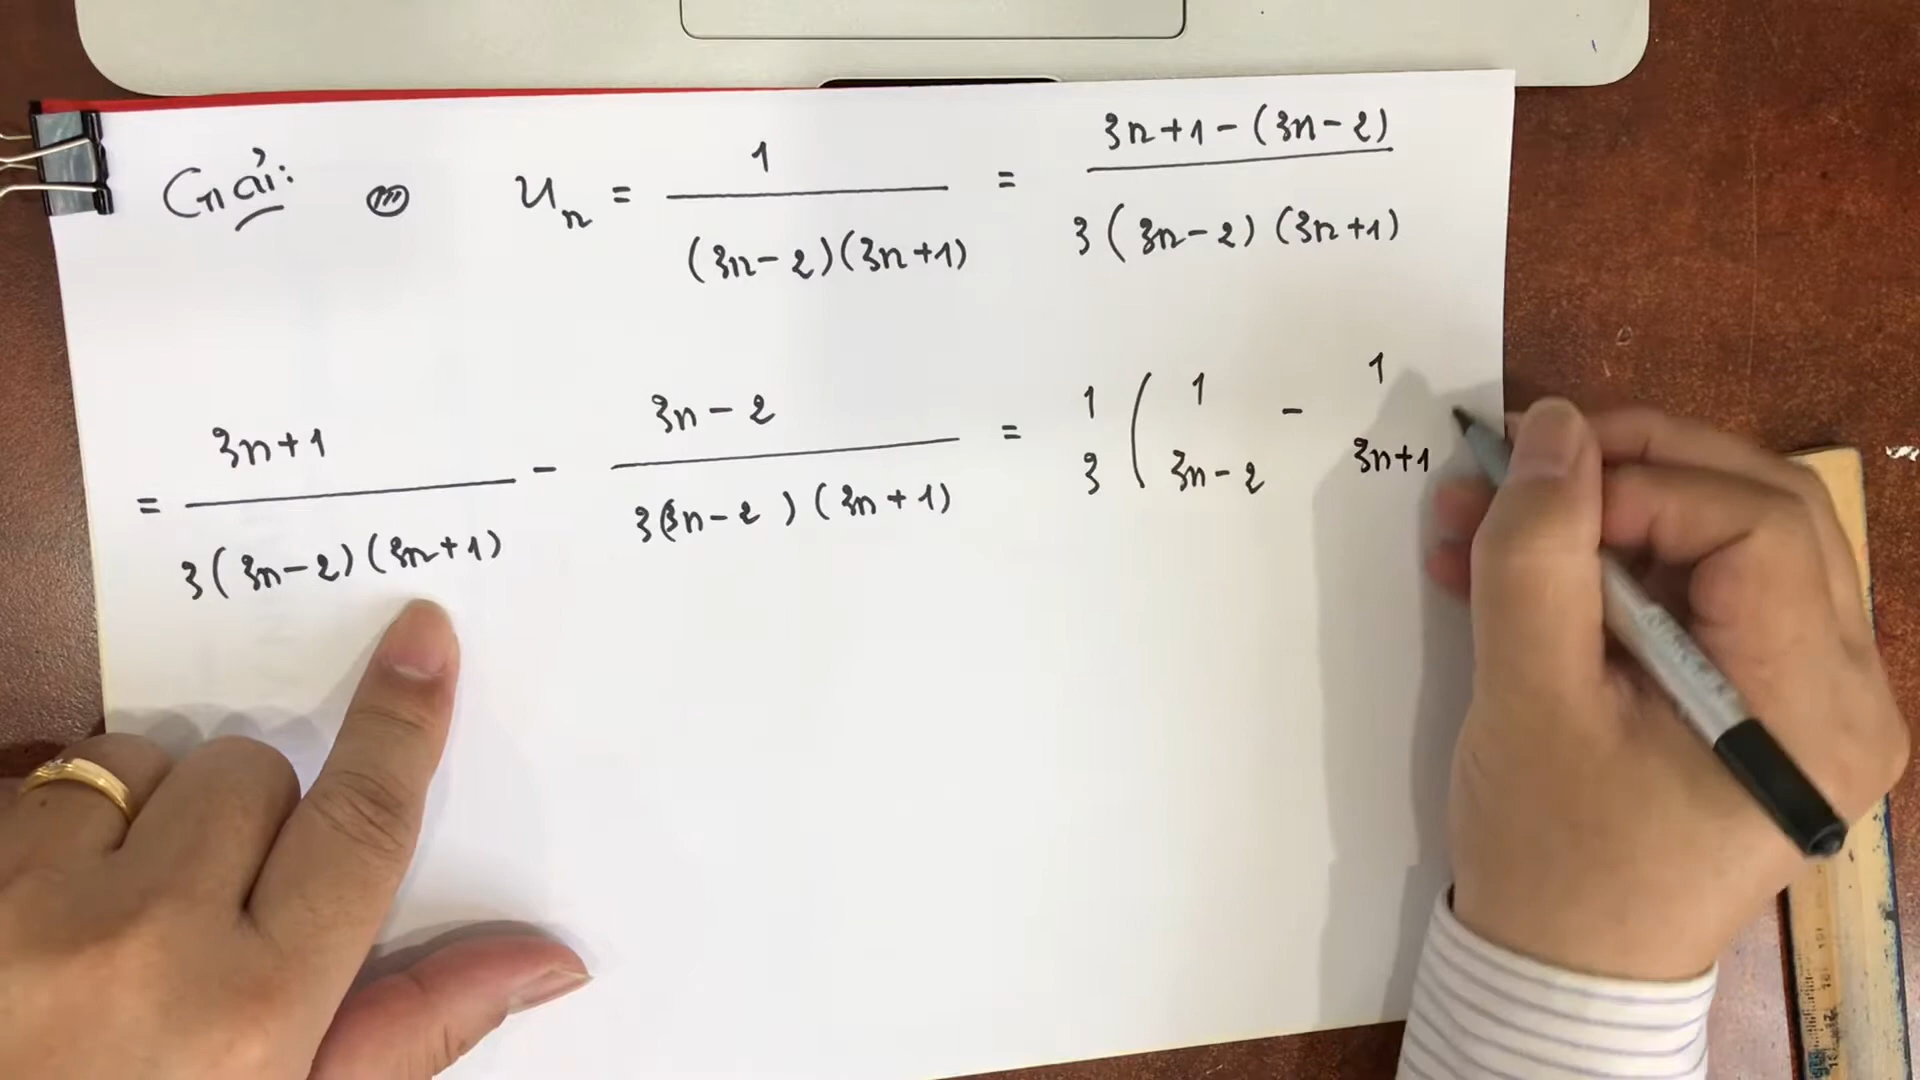 Giải: uₙ = 1 / (3n-2)(3n+1) = 3n+1-(3n-2) / 3(3n-2)(3n+1)
= 3n+1 / 3(3n-2)(3n+1) - 3n-2 / 3(3n-2)(3n+1) = 1 3 ( 1 3n-2 - 1 3n+1